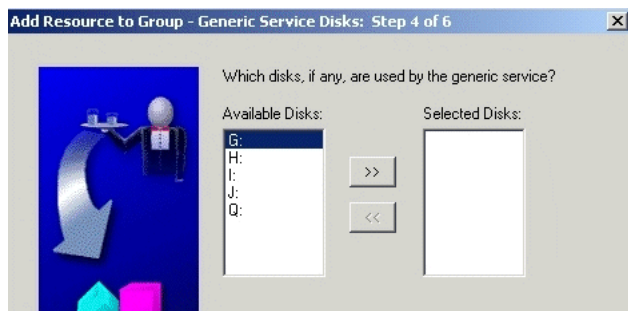 Add Resource to Group - Generic Service Disks: Step 4 of 6
Which disks, if any, are used by the generic service?
Available Disks:
Selected Disks:
G:
H:
I:
J:
Q:
>>
<<